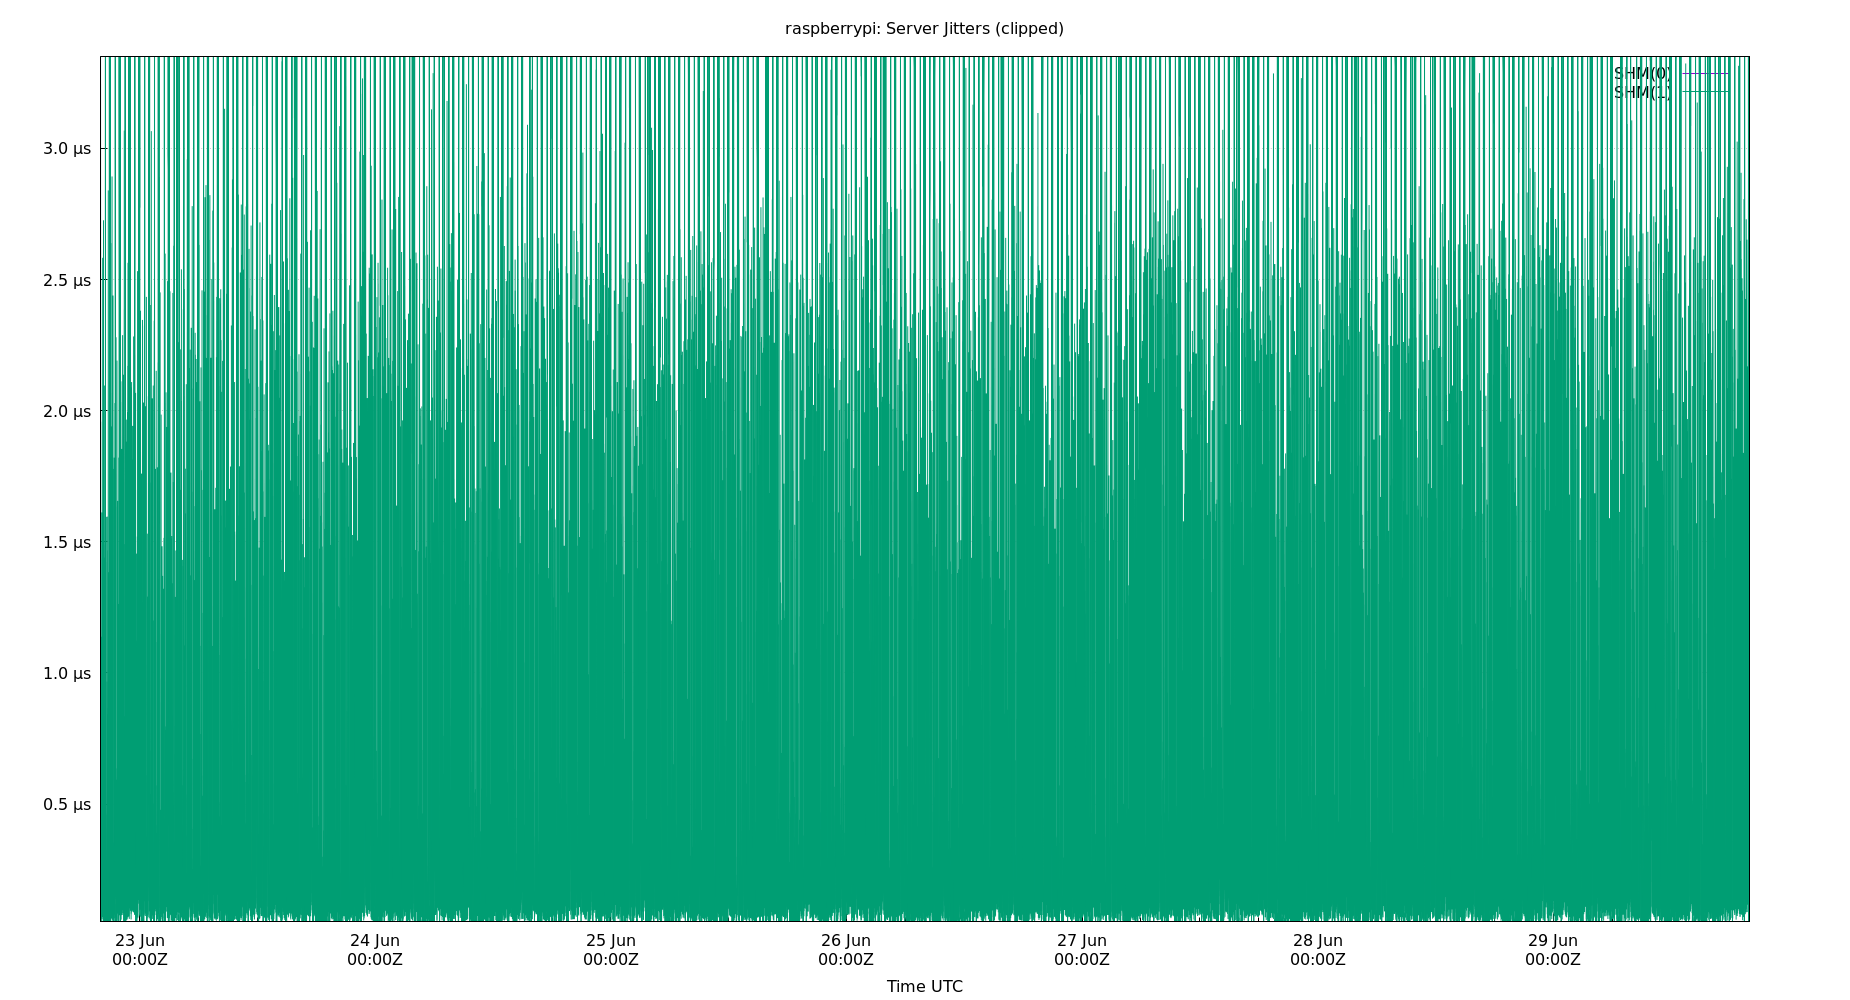 raspberrypi: Server Jitters (clipped)
SHM(0)
SHM(1)
3.0 μs
2.5 μs
2.0 μs
1.5 μs
1.0 μs
0.5 μs
23 Jun 24 Jun 25 Jun 26 Jun 27 Jun 28 Jun 29 Jun
00:00Z 00:00Z 00:00Z 00:00Z 00:00Z 00:00Z 00:00Z
Time UTC